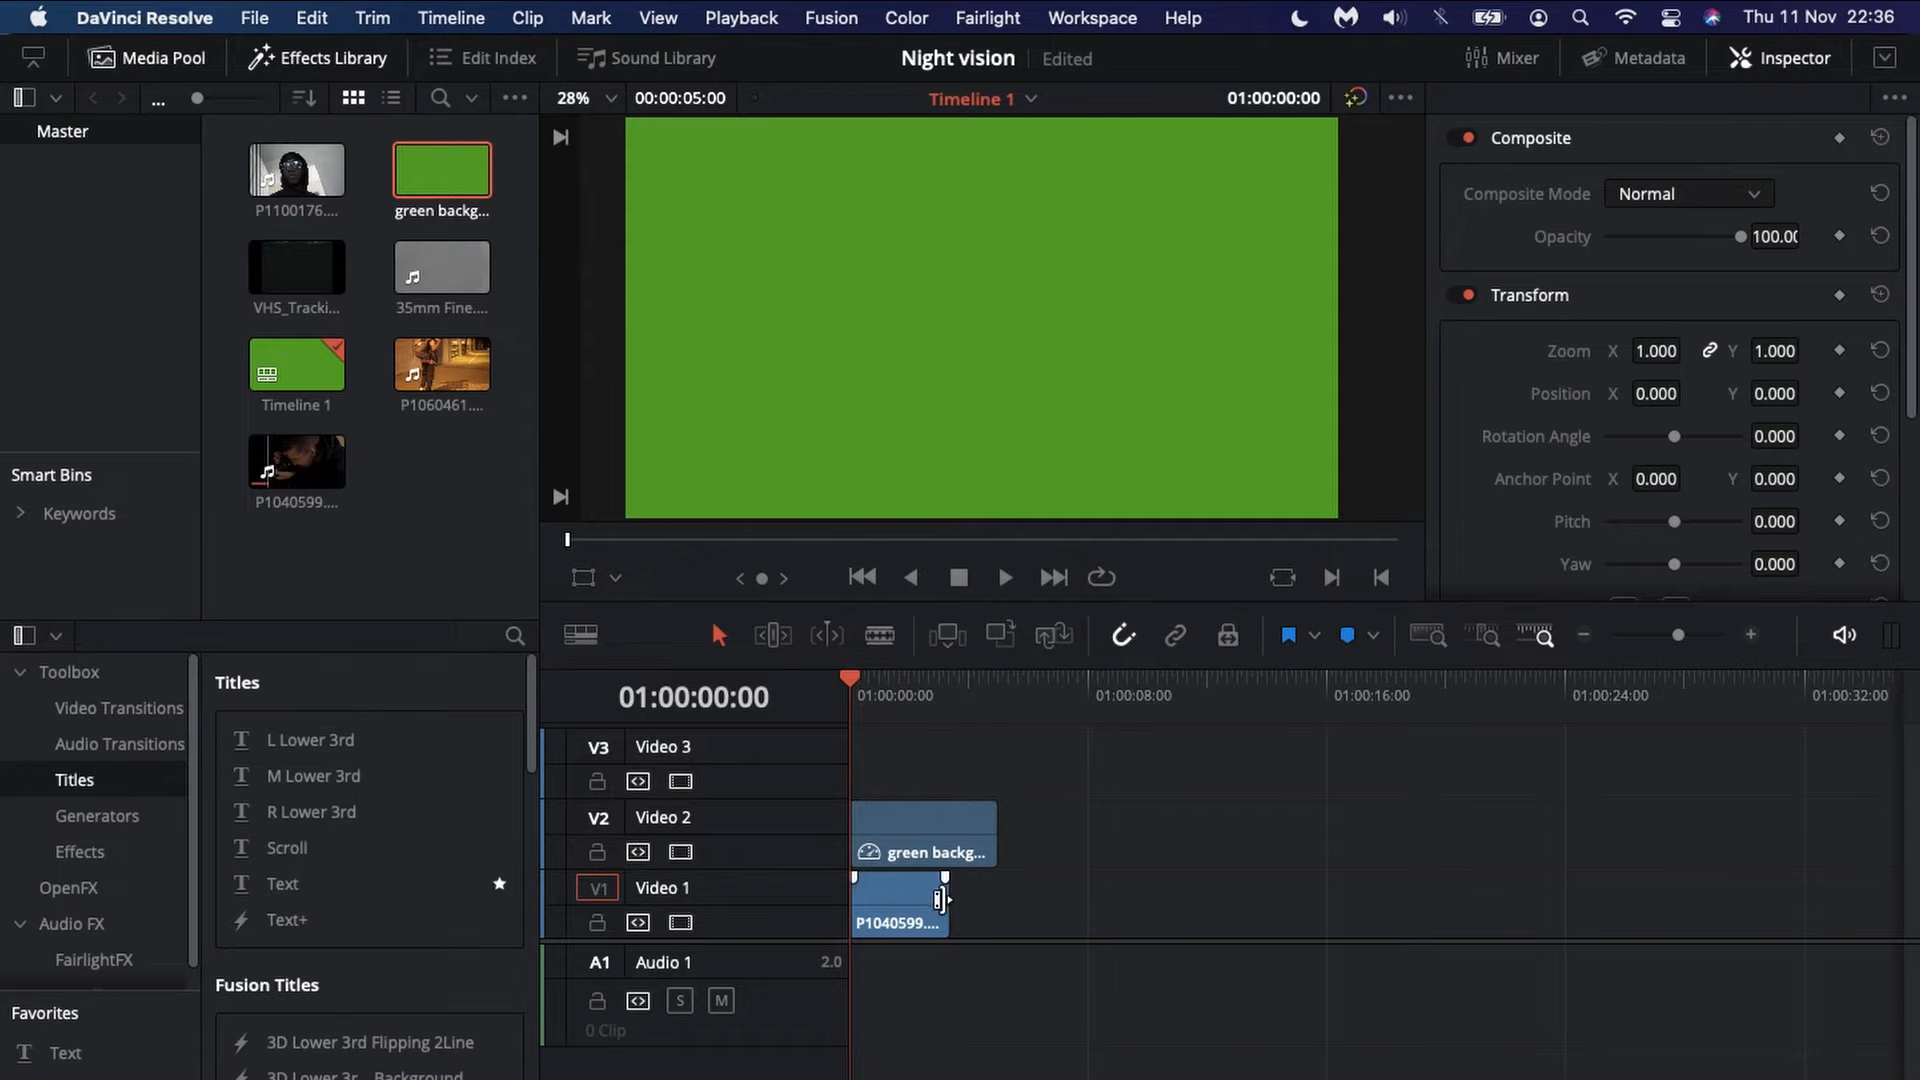 DaVinci Resolve File Edit Trim Timeline Clip Mark View Playback Fusion Color Fairlight Workspace Help Thu 11 Nov 22:36
Media Pool Effects Library Edit Index Sound Library Night vision Edited Mixer Metadata Inspector
... 28% 00:00:05:00 Timeline 1 01:00:00:00
Master
P1100176....
green backg...
VHS_Tracki...
35mm Fine....
Timeline 1
P1060461....
P1040599....
Smart Bins
Keywords
Composite
Composite Mode Normal
Opacity 100.00
Transform
Zoom X 1.000 Y 1.000
Position X 0.000 Y 0.000
Rotation Angle 0.000
Anchor Point X 0.000 Y 0.000
Pitch 0.000
Yaw 0.000
Toolbox
Video Transitions
Audio Transitions
Titles
Generators
Effects
OpenFX
Audio FX
FairlightFX
Favorites
Text
Titles
L Lower 3rd
M Lower 3rd
R Lower 3rd
Scroll
Text
Text+
Fusion Titles
3D Lower 3rd Flipping 2Line
3D Lower 3r... Background
01:00:00:00
01:00:00:00 01:00:08:00 01:00:16:00 01:00:24:00 01:00:32:00
V3 Video 3
V2 Video 2
green backg...
V1 Video 1
P1040599....
A1 Audio 1 2.0
S M
0 Clip